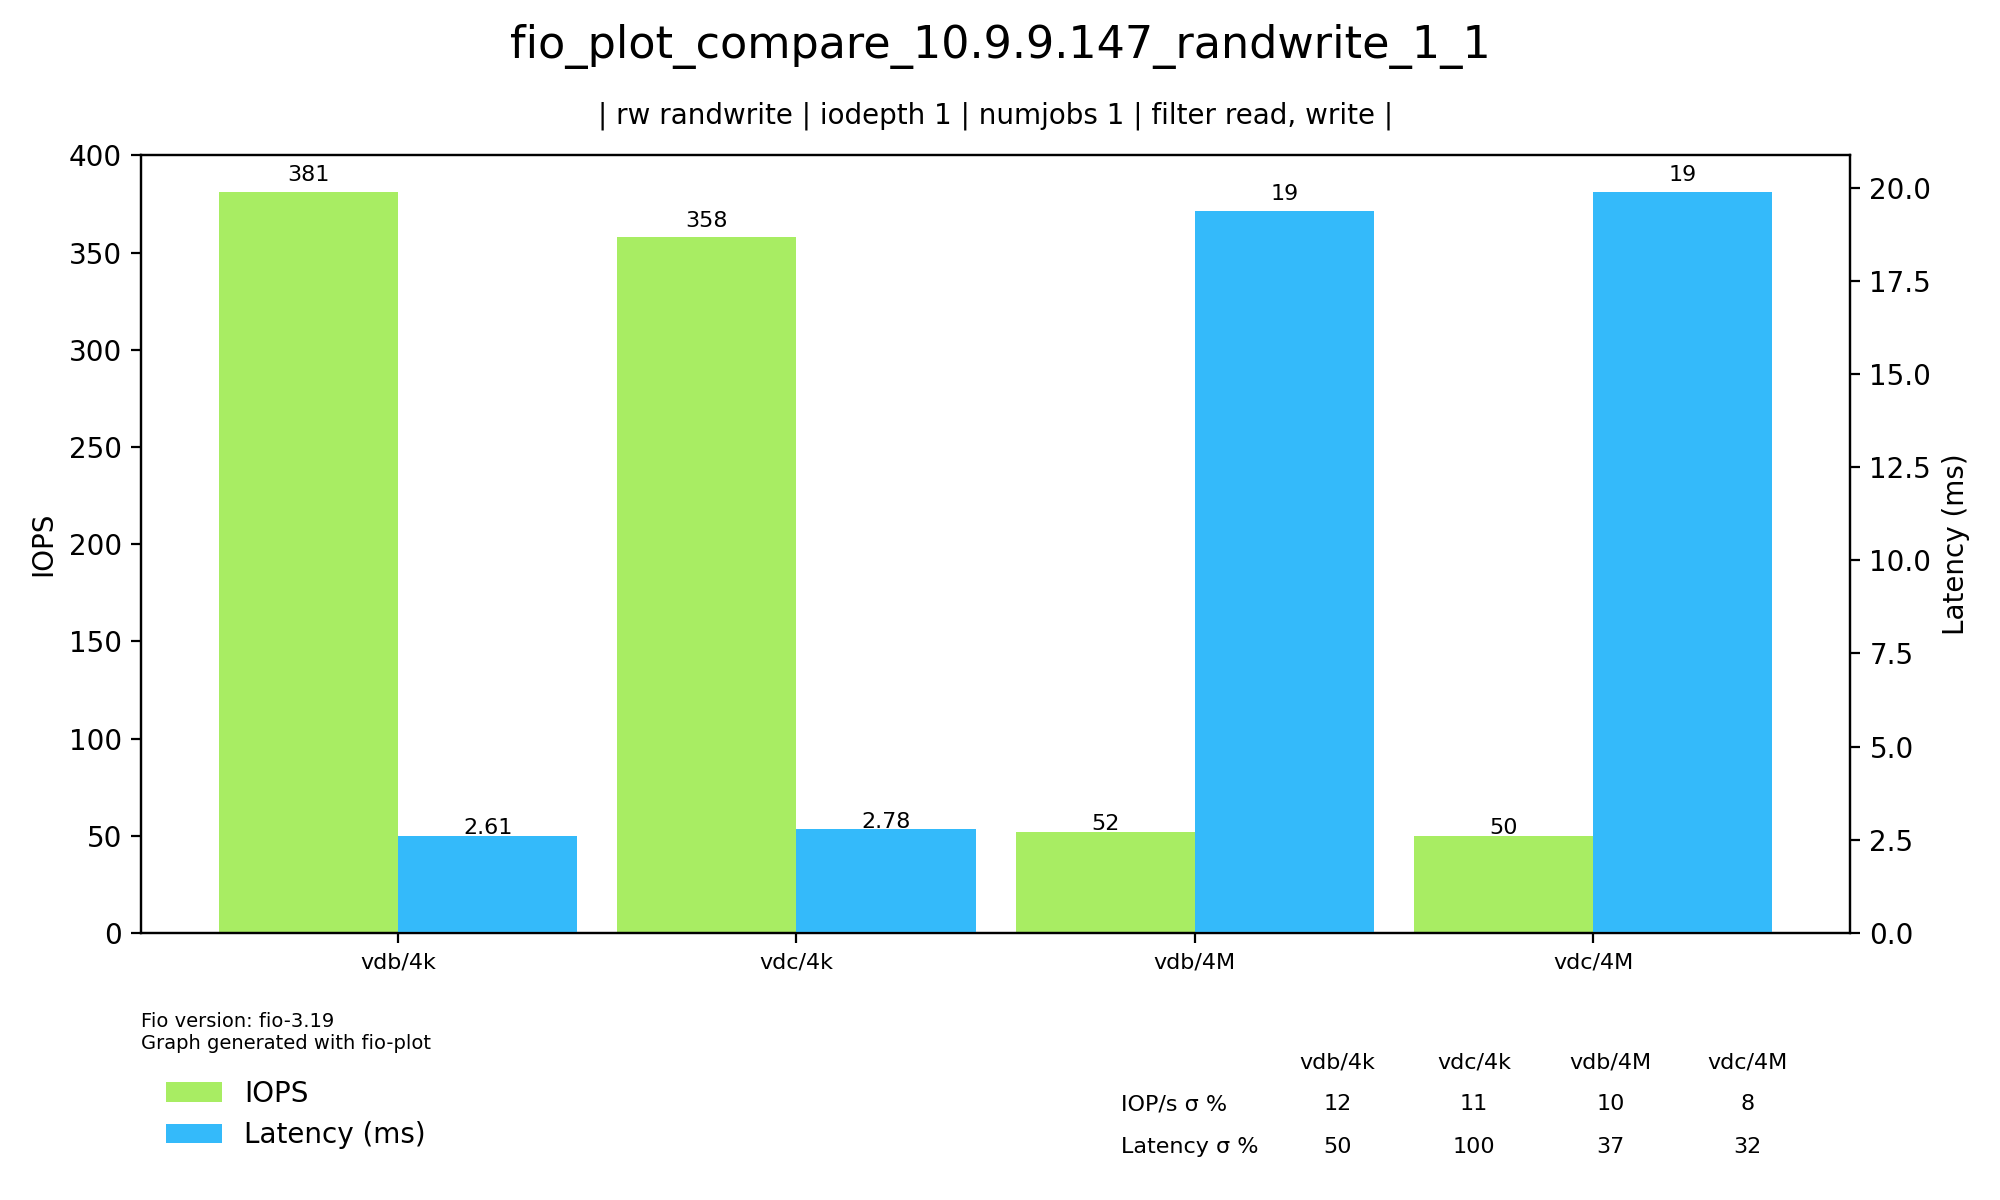 fio_plot_compare_10.9.9.147_randwrite_1_1
| rw randwrite | iodepth 1 | numjobs 1 | filter read, write |
400
350
300
250
200
150
100
50
0
IOPS
381
2.61
358
2.78
52
19
50
19
20.0
17.5
15.0
12.5
10.0
7.5
5.0
2.5
0.0
Latency (ms)
vdb/4k vdc/4k vdb/4M vdc/4M
Fio version: fio-3.19
Graph generated with fio-plot
IOPS
Latency (ms)
vdb/4k vdc/4k vdb/4M vdc/4M
IOP/s σ % 12 11 10 8
Latency σ % 50 100 37 32